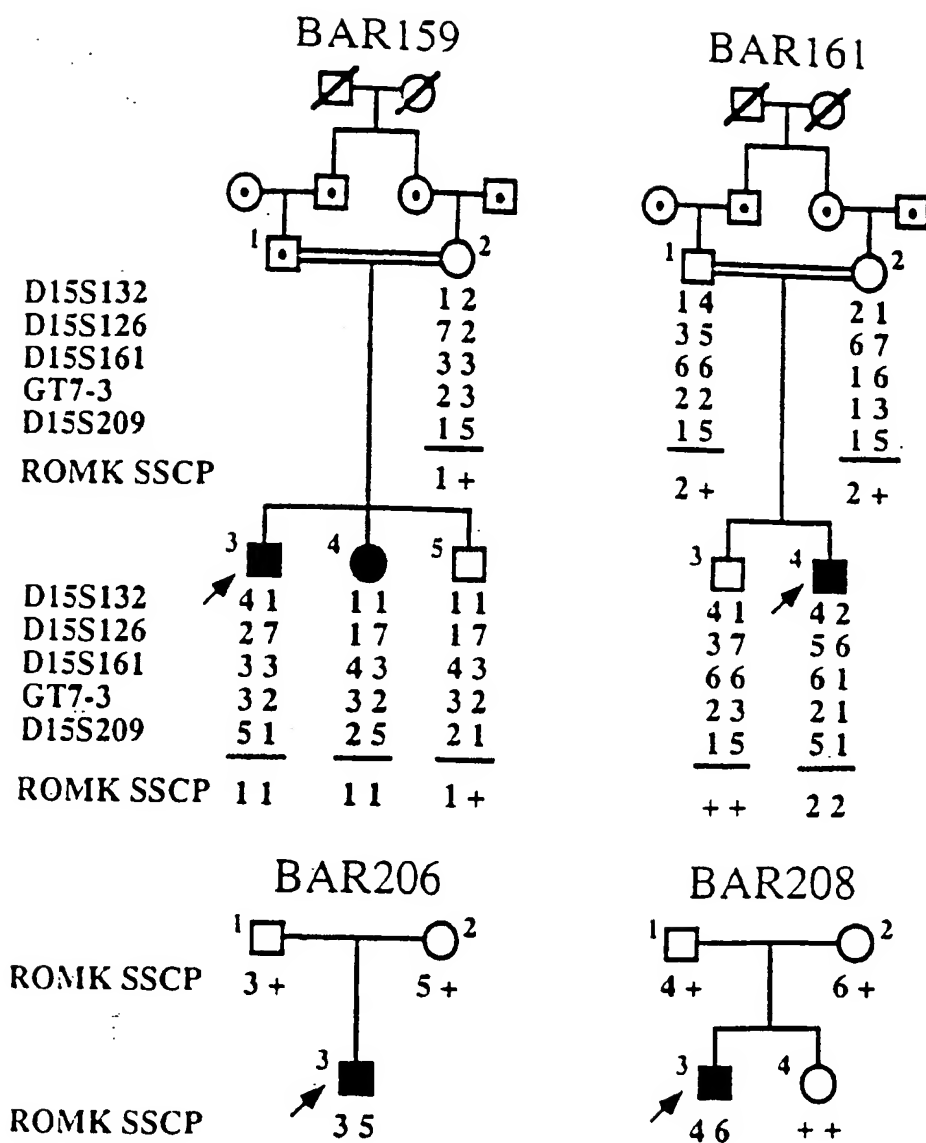 BAR159 BAR161
1 2 1 2
D15S132 1 2 1 4 2 1
D15S126 7 2 3 5 6 7
D15S161 3 3 6 6 1 6
GT7-3 2 3 2 2 1 3
D15S209 1 5 1 5 1 5
ROMK SSCP 1 + 2 + 2 +
3 4 5 3 4
D15S132 4 1 1 1 1 1 4 1 4 2
D15S126 2 7 1 7 1 7 3 7 5 6
D15S161 3 3 4 3 4 3 6 6 6 1
GT7-3 3 2 3 2 3 2 2 3 2 1
D15S209 5 1 2 5 2 1 1 5 5 1
ROMK SSCP 1 1 1 1 1 + + + 2 2
BAR206 BAR208
1 2 1 2
ROMK SSCP 3 + 5 + 4 + 6 +
3 3 4
ROMK SSCP 3 5 4 6 + +